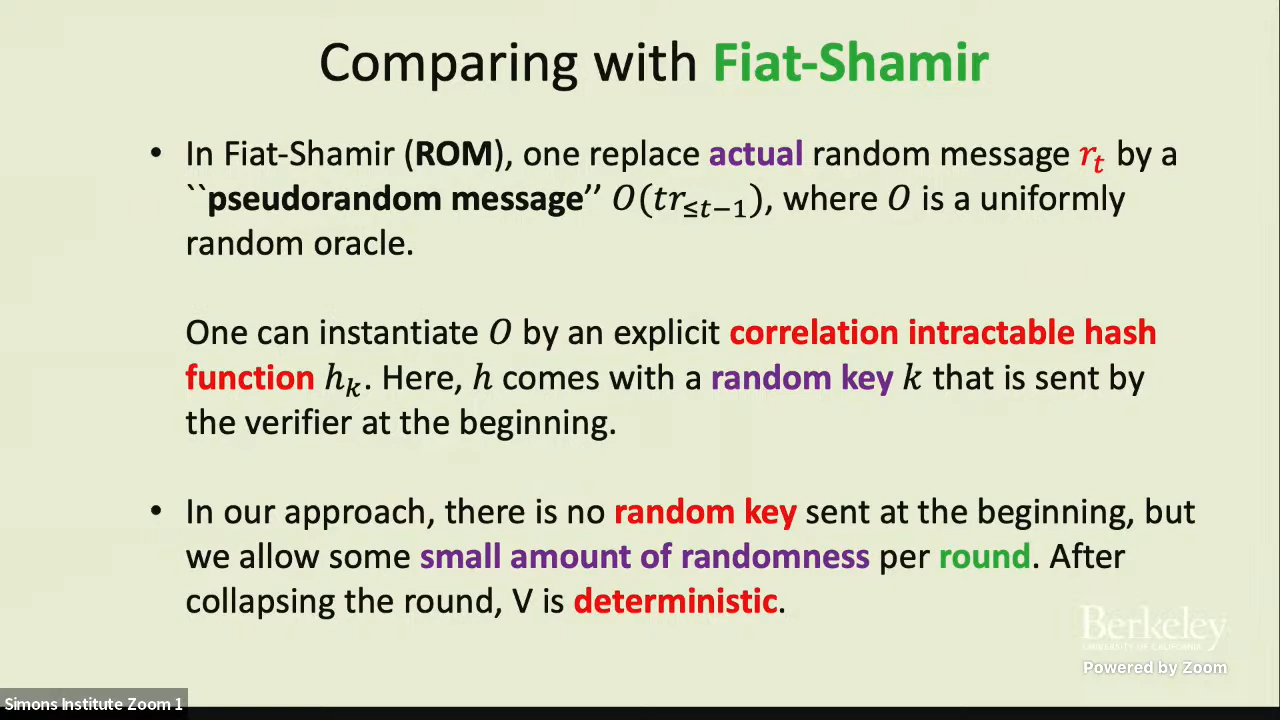 Comparing with Fiat-Shamir
• In Fiat-Shamir (ROM), one replace actual random message r_t by a
``pseudorandom message'' O(tr_{≤t−1}), where O is a uniformly
random oracle.
One can instantiate O by an explicit correlation intractable hash
function h_k. Here, h comes with a random key k that is sent by
the verifier at the beginning.
• In our approach, there is no random key sent at the beginning, but
we allow some small amount of randomness per round. After
collapsing the round, V is deterministic.
Berkeley
UNIVERSITY OF CALIFORNIA
Powered by Zoom
Simons Institute Zoom 1